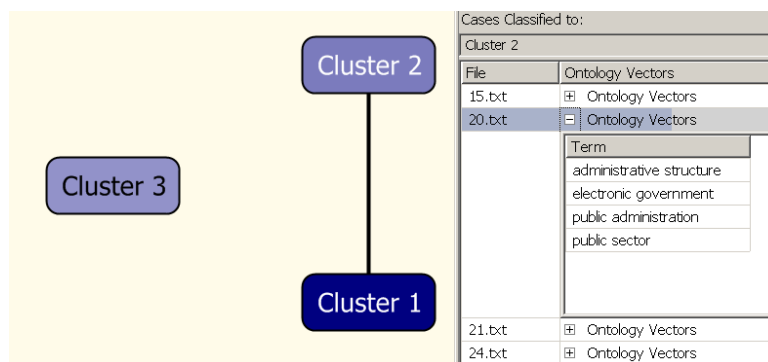 Cluster 2
Cluster 3
Cluster 1
Cases Classified to:
Cluster 2
File Ontology Vectors
15.txt Ontology Vectors
20.txt Ontology Vectors
Term
administrative structure
electronic government
public administration
public sector
21.txt Ontology Vectors
24.txt Ontology Vectors